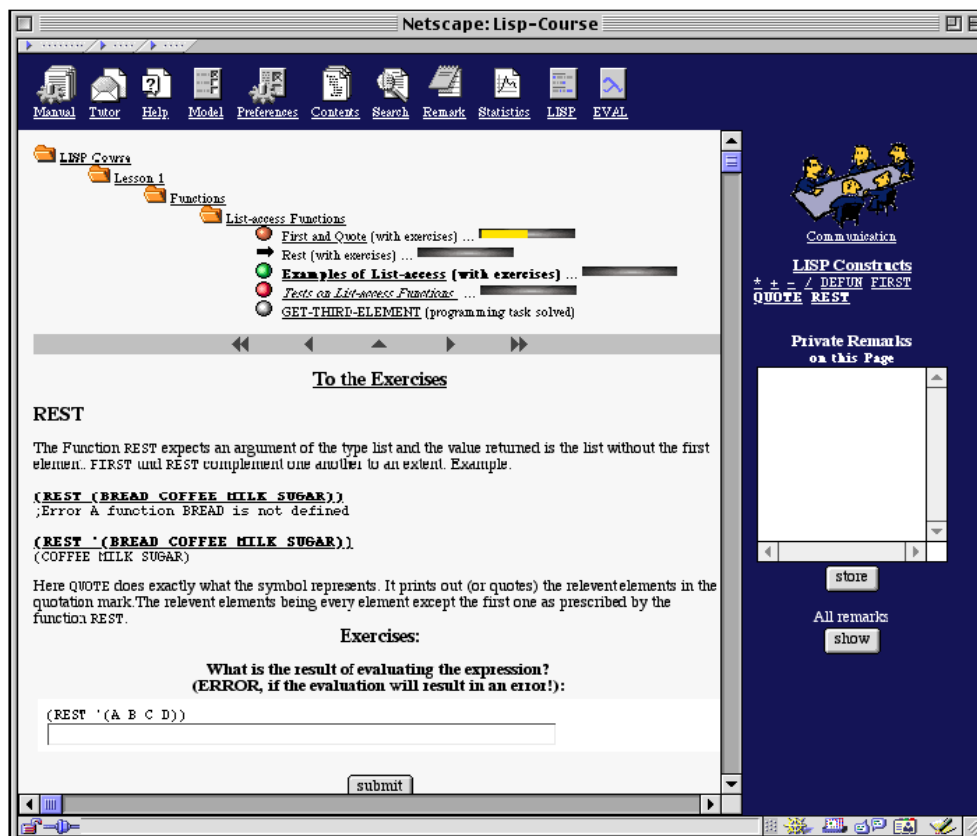 Netscape: Lisp-Course
Manual Tutor Help Model Preferences Contents Search Remark Statistics LISP EVAL
LISP Course
Lesson 1
Functions
List-access Functions
First and Quote (with exercises) ...
Rest (with exercises) ...
Examples of List-access (with exercises) ...
Tests on List-access Functions ...
GET-THIRD-ELEMENT (programming task solved)
To the Exercises
REST
The Function REST expects an argument of the type list and the value returned is the list without the first
element. FIRST und REST complement one another to an extent. Example.
(REST (BREAD COFFEE MILK SUGAR))
;Error A function BREAD is not defined
(REST '(BREAD COFFEE MILK SUGAR))
(COFFEE MILK SUGAR)
Here QUOTE does exactly what the symbol represents. It prints out (or quotes) the relevent elements in the
quotation mark.The relevent elements being every element except the first one as prescribed by the
function REST.
Exercises:
What is the result of evaluating the expression?
(ERROR, if the evaluation will result in an error!):
(REST '(A B C D))
submit
Communication
LISP Constructs
* + - / DEFUN FIRST
QUOTE REST
Private Remarks
on this Page
store
All remarks
show